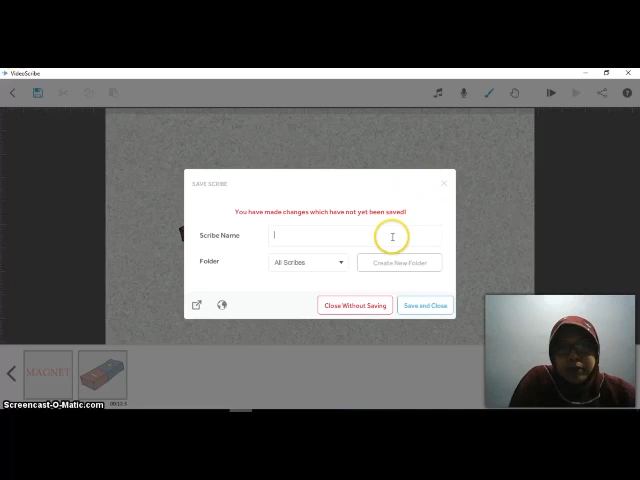 VideoScribe
SAVE SCRIBE
You have made changes which have not yet been saved!
Scribe Name
Folder
All Scribes
Create New Folder
Close Without Saving
Save and Close
MAGNET
Screencast-O-Matic.com